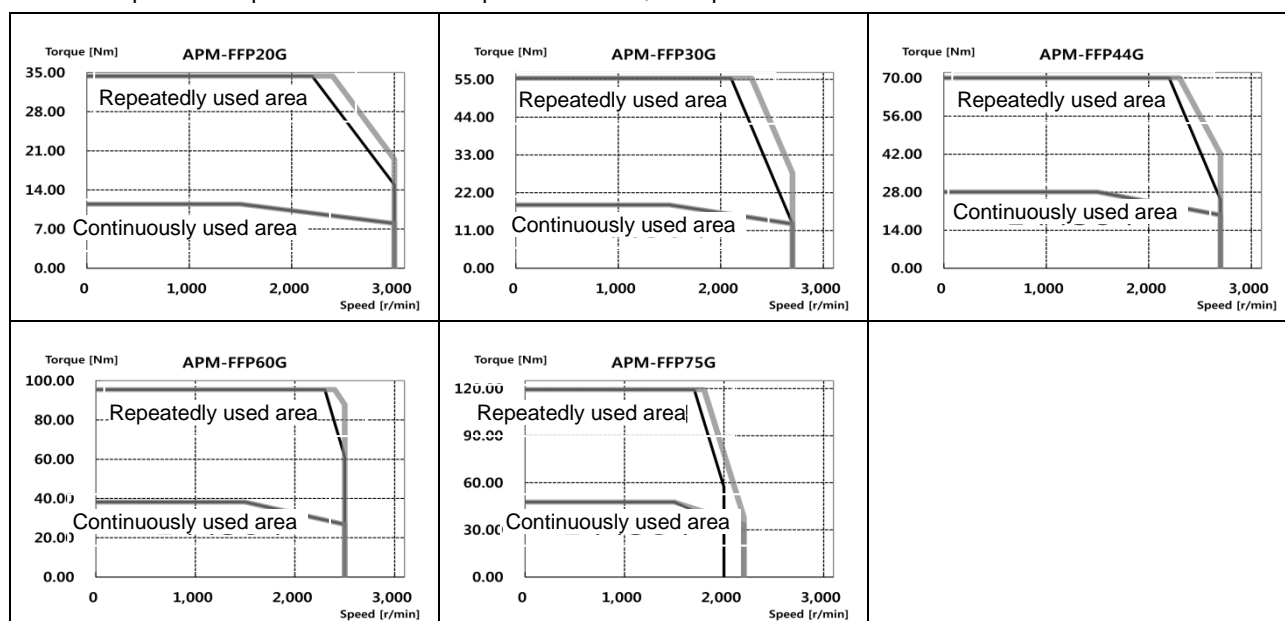 Torque [Nm] APM-FFP20G
35.00
Repeatedly used area
28.00
21.00
14.00
7.00
Continuously used area
0.00
0 1,000 2,000 3,000
Speed [r/min]
Torque [Nm] APM-FFP30G
55.00
Repeatedly used area
44.00
33.00
22.00
11.00
Continuously used area
0.00
0 1,000 2,000 3,000
Speed [r/min]
Torque [Nm] APM-FFP44G
70.00
Repeatedly used area
56.00
42.00
28.00
Continuously used area
14.00
0.00
0 1,000 2,000 3,000
Speed [r/min]
Torque [Nm] APM-FFP60G
100.00
Repeatedly used area
80.00
60.00
40.00
Continuously used area
20.00
0.00
0 1,000 2,000 3,000
Speed [r/min]
Torque [Nm] APM-FFP75G
120.00
Repeatedly used area
90.00
60.00
Continuously used area
30.00
0.00
0 1,000 2,000 3,000
Speed [r/min]